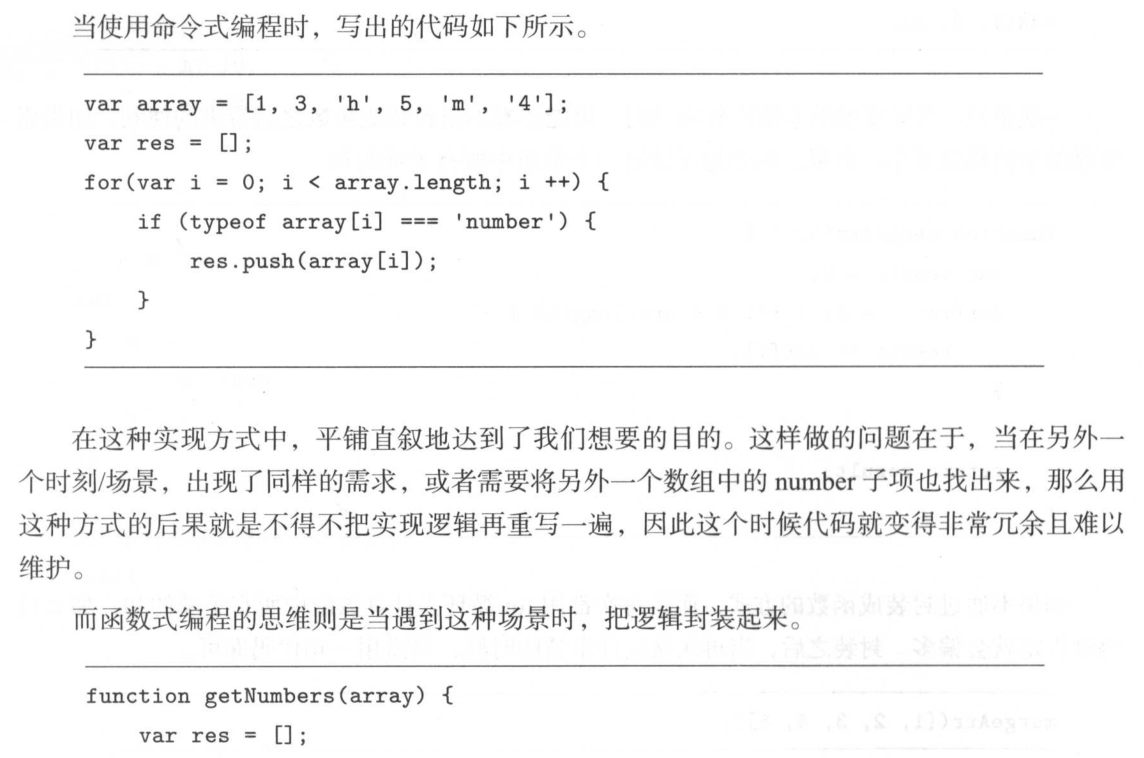 当使用命令式编程时，写出的代码如下所示。
var array = [1, 3, 'h', 5, 'm', '4'];
var res = [];
for(var i = 0; i < array.length; i ++) {
    if (typeof array[i] === 'number') {
        res.push(array[i]);
    }
}
在这种实现方式中，平铺直叙地达到了我们想要的目的。这样做的问题在于，当在另外一
个时刻/场景，出现了同样的需求，或者需要将另外一个数组中的 number 子项也找出来，那么用
这种方式的后果就是不得不把实现逻辑再重写一遍，因此这个时候代码就变得非常冗余且难以
维护。
而函数式编程的思维则是当遇到这种场景时，把逻辑封装起来。
function getNumbers(array) {
    var res = [];